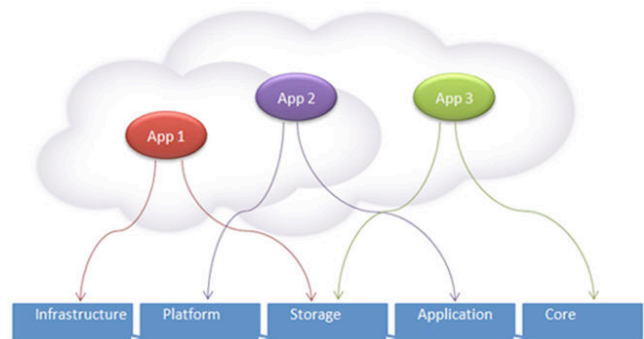 App 1
App 2
App 3
Infrastructure Platform Storage Application Core